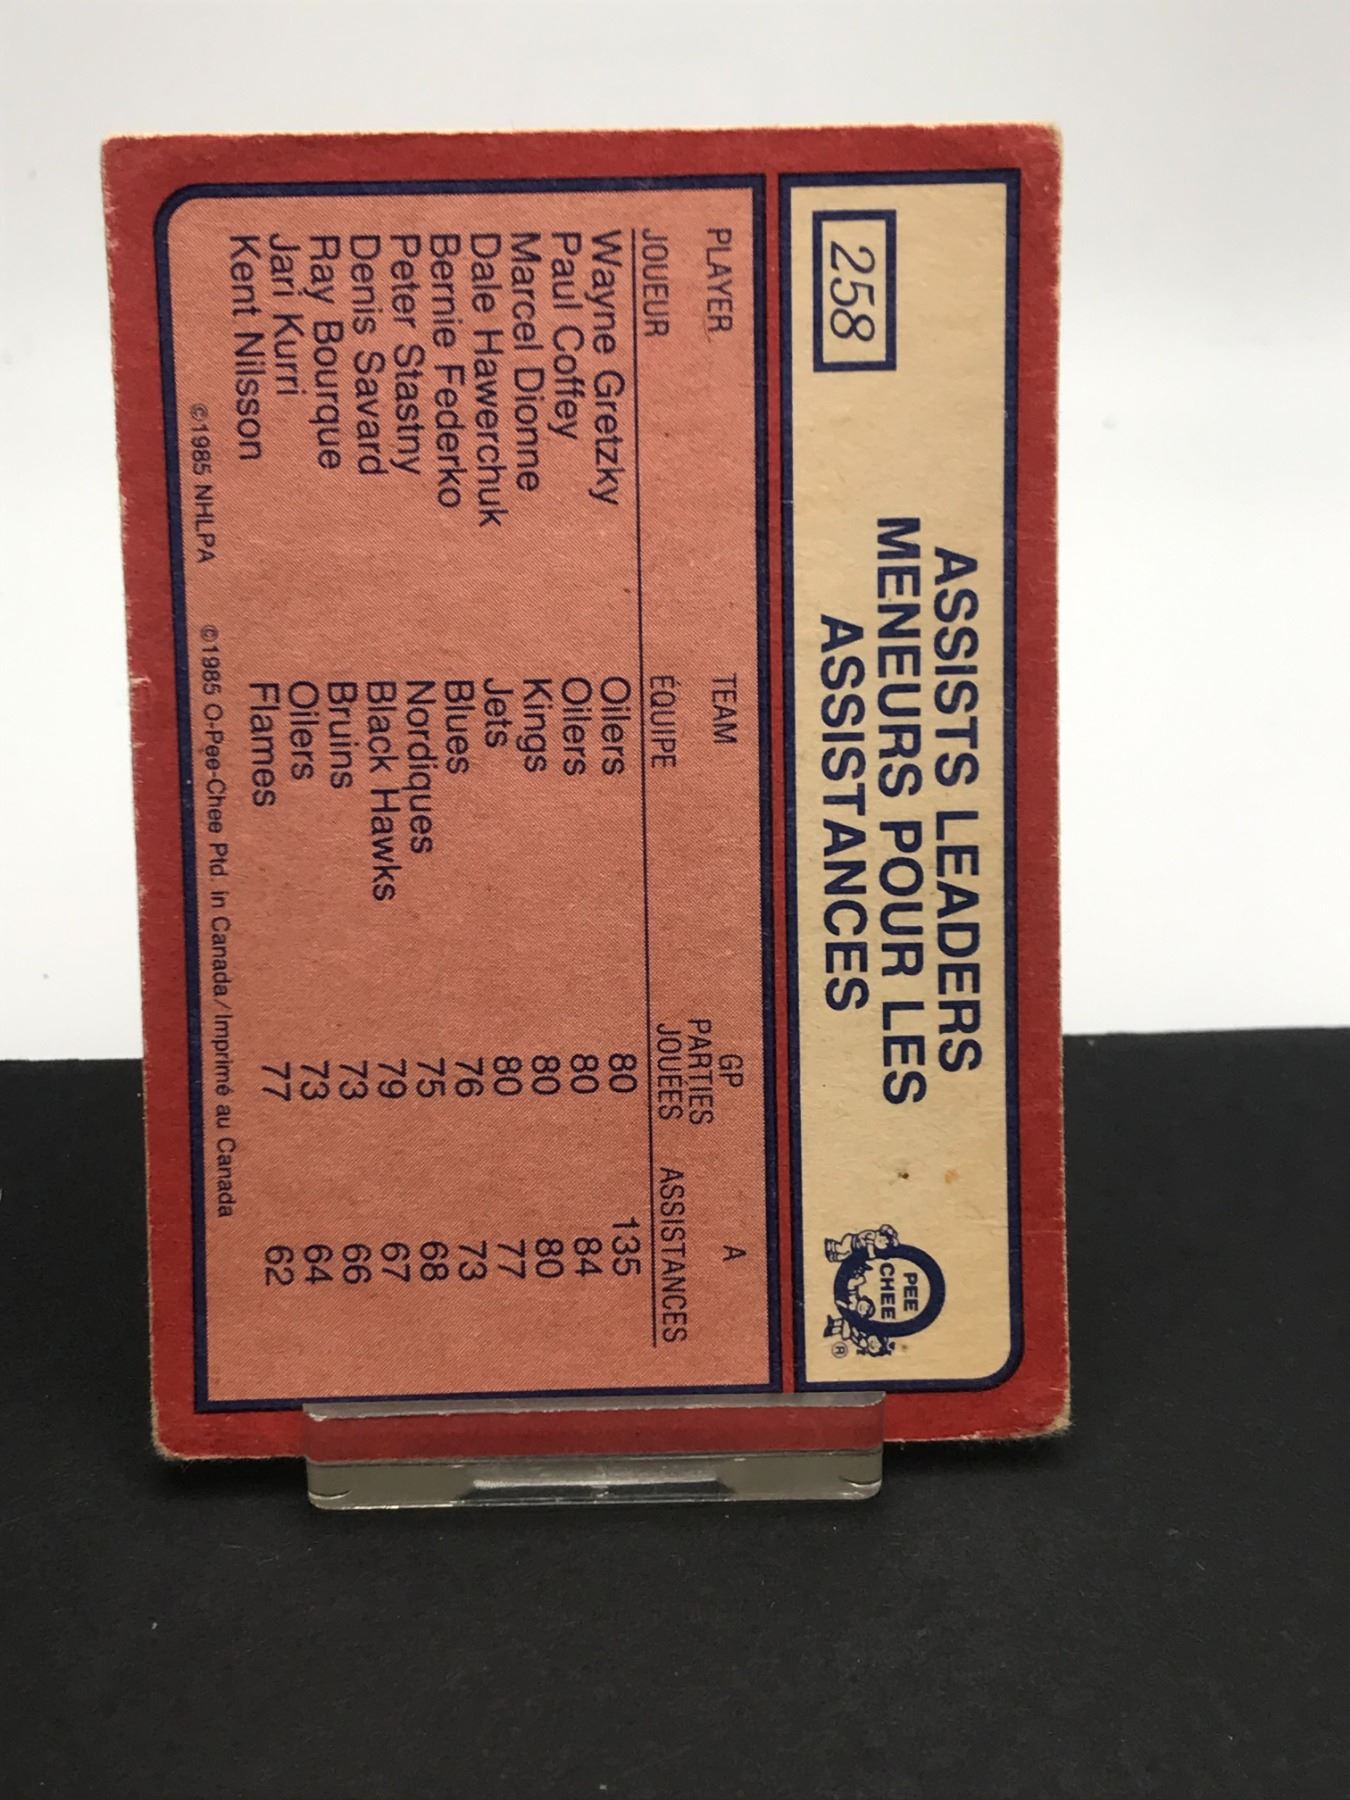 258
ASSISTS LEADERS
MENEURS POUR LES
ASSISTANCES
PEE
CHEE
®
PLAYER TEAM GP A
JOUEUR ÉQUIPE PARTIES JOUÉES ASSISTANCES
Wayne Gretzky Oilers 80 135
Paul Coffey Oilers 80 84
Marcel Dionne Kings 80 80
Dale Hawerchuk Jets 80 77
Bernie Federko Blues 76 73
Peter Stastny Nordiques 75 68
Denis Savard Black Hawks 79 67
Ray Bourque Bruins 73 66
Jari Kurri Oilers 73 64
Kent Nilsson Flames 77 62
©1985 NHLPA ©1985 O-Pee-Chee Ptd. in Canada/Imprimé au Canada